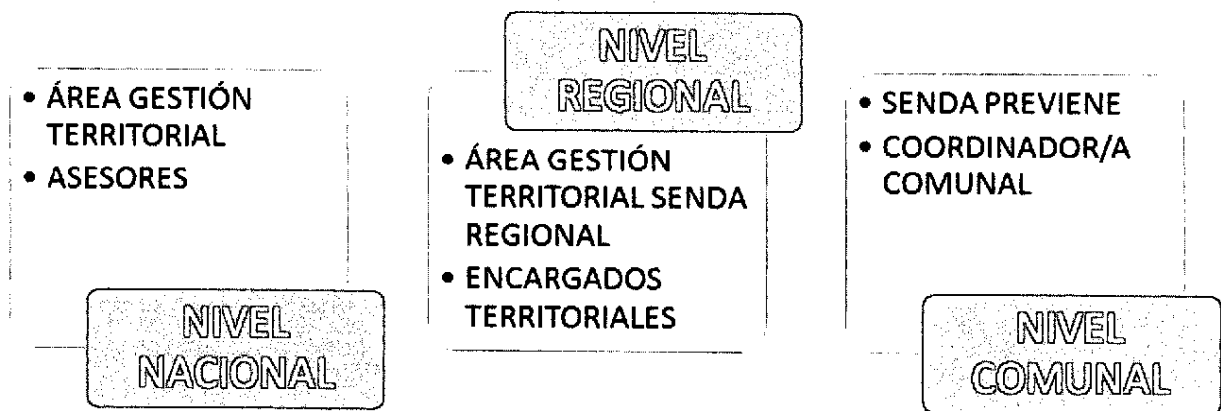 • ÁREA GESTIÓN
TERRITORIAL
• ASESORES
NIVEL
NACIONAL
NIVEL
REGIONAL
• ÁREA GESTIÓN
TERRITORIAL SENDA
REGIONAL
• ENCARGADOS
TERRITORIALES
• SENDA PREVIENE
• COORDINADOR/A
COMUNAL
NIVEL
COMUNAL